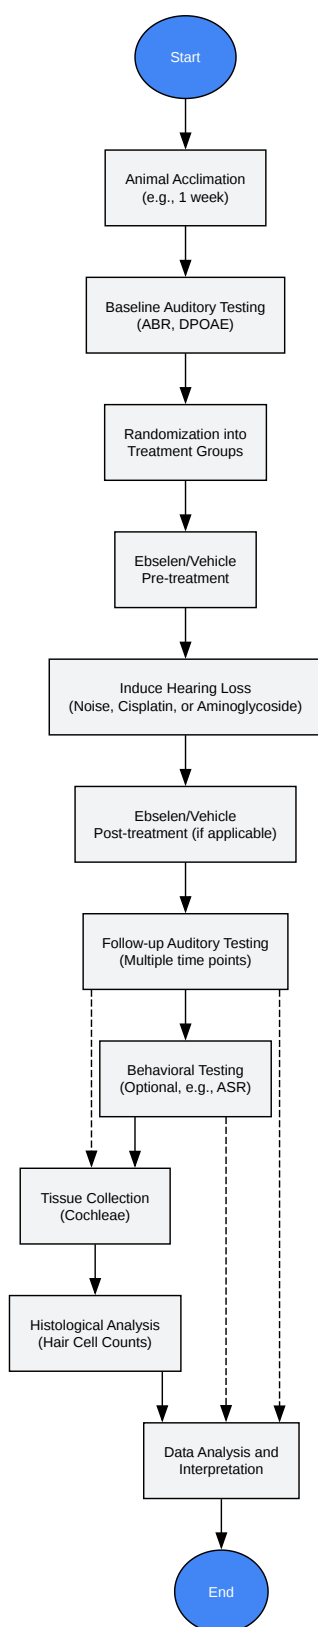 Start
Animal Acclimation
(e.g., 1 week)
Baseline Auditory Testing
(ABR, DPOAE)
Randomization into
Treatment Groups
Ebselen/Vehicle
Pre-treatment
Induce Hearing Loss
(Noise, Cisplatin, or Aminoglycoside)
Ebselen/Vehicle
Post-treatment (if applicable)
Follow-up Auditory Testing
(Multiple time points)
Behavioral Testing
(Optional, e.g., ASR)
Tissue Collection
(Cochleae)
Histological Analysis
(Hair Cell Counts)
Data Analysis and
Interpretation
End